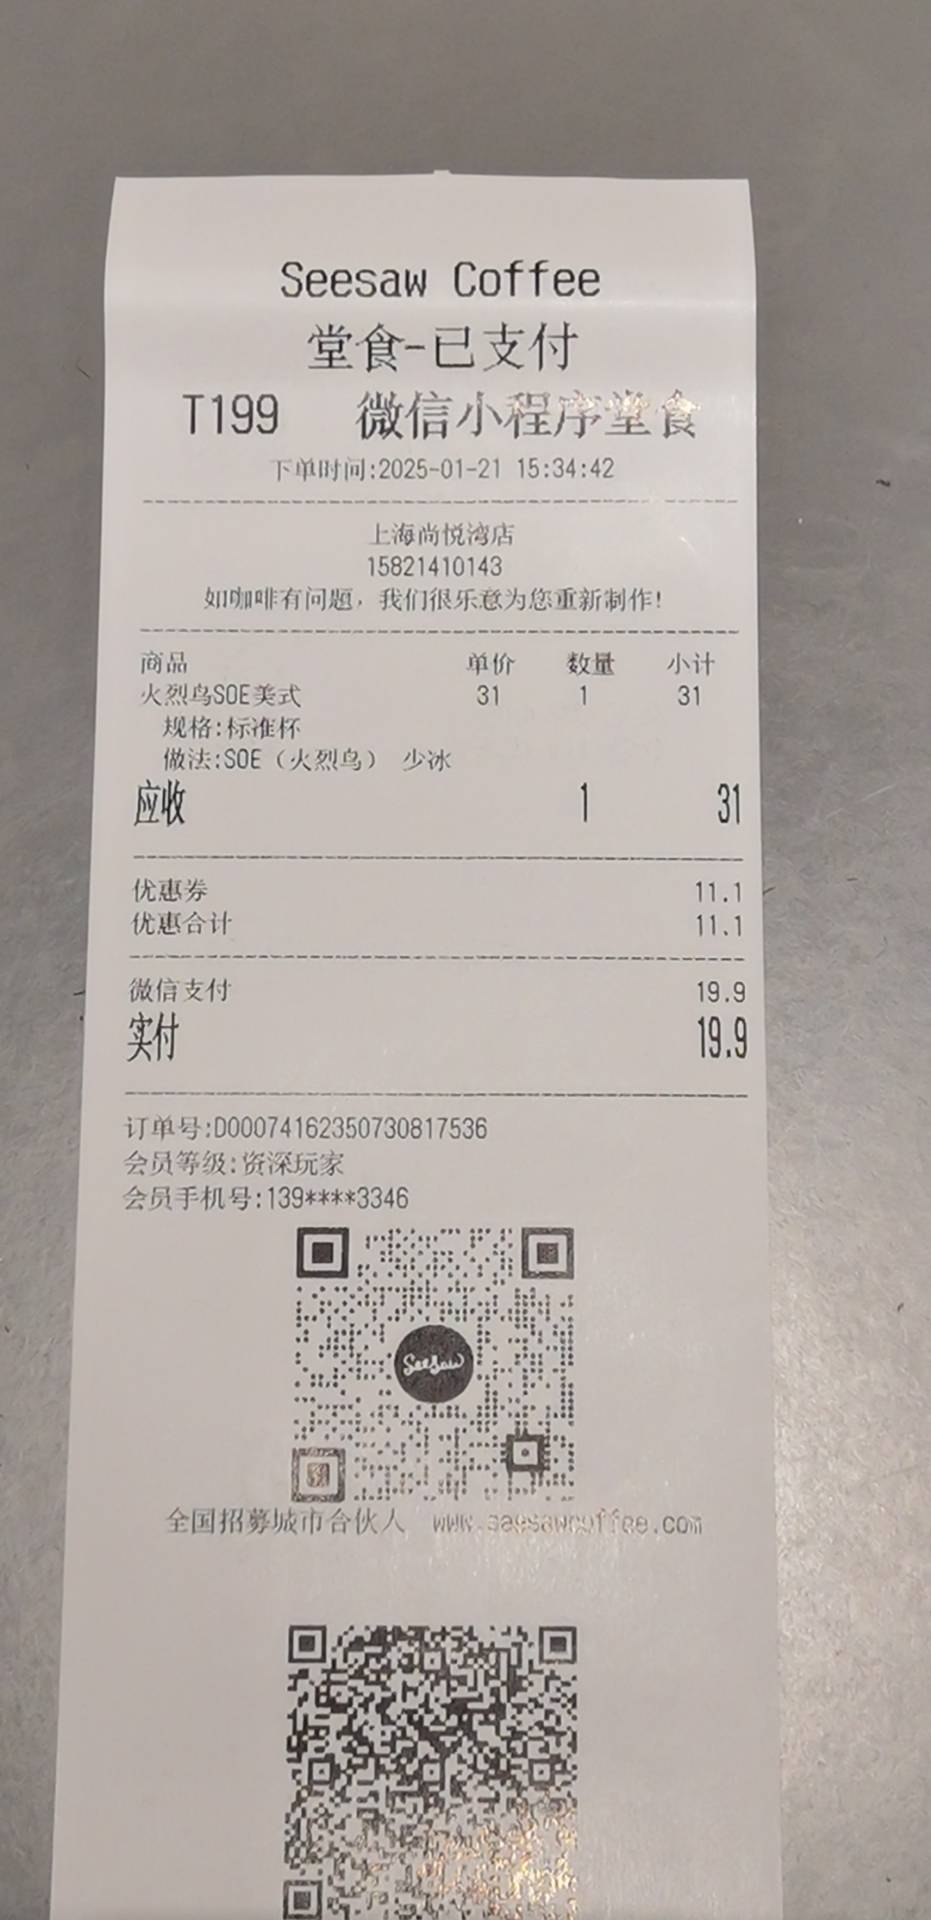 Seesaw Coffee
堂食-已支付
T199 微信小程序堂食
下单时间:2025-01-21 15:34:42
上海尚悦湾店
15821410143
如咖啡有问题，我们很乐意为您重新制作!
商品 单价 数量 小计
火烈鸟SOE美式 31 1 31
规格:标准杯
做法:SOE（火烈鸟） 少冰
应收 1 31
优惠券 11.1
优惠合计 11.1
微信支付 19.9
实付 19.9
订单号:D00074162350730817536
会员等级:资深玩家
会员手机号:139****3346
Seesaw
全国招募城市合伙人 www.seesawcoffee.com